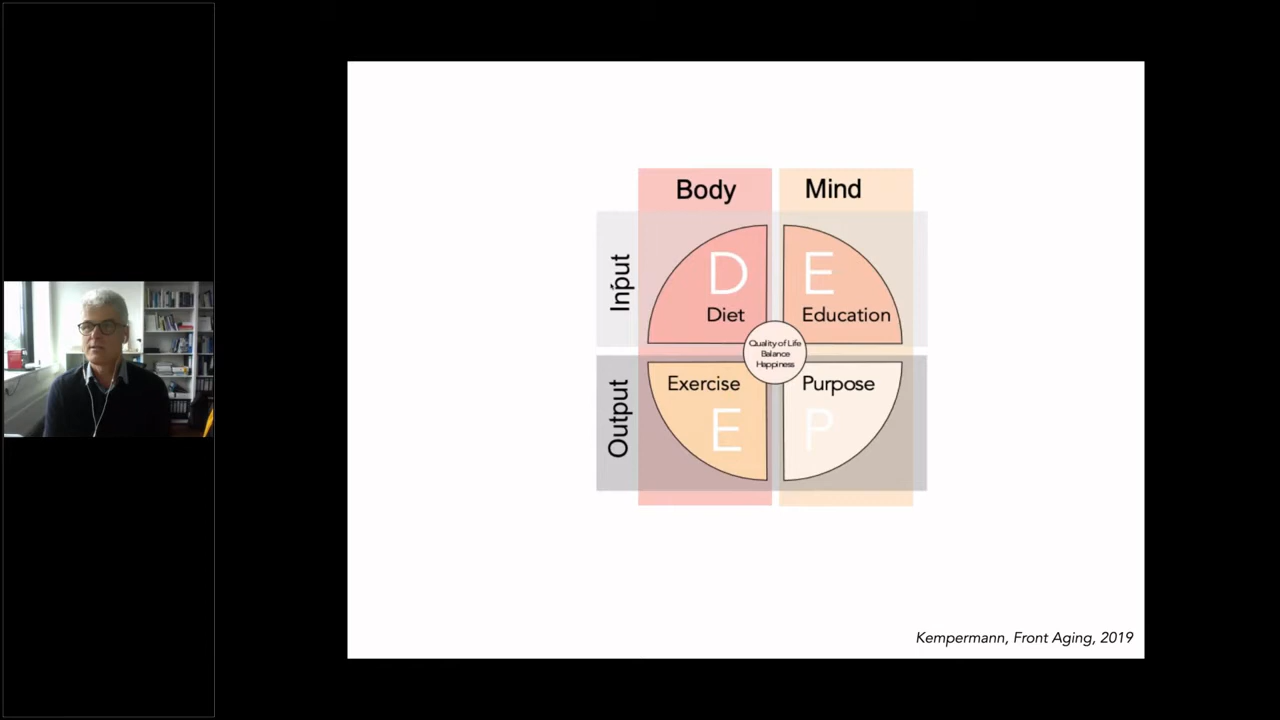 Body
Mind
Input
D
E
Diet
Education
Quality of Life
Balance
Happiness
Output
Exercise
Purpose
E
P
Kempermann, Front Aging, 2019